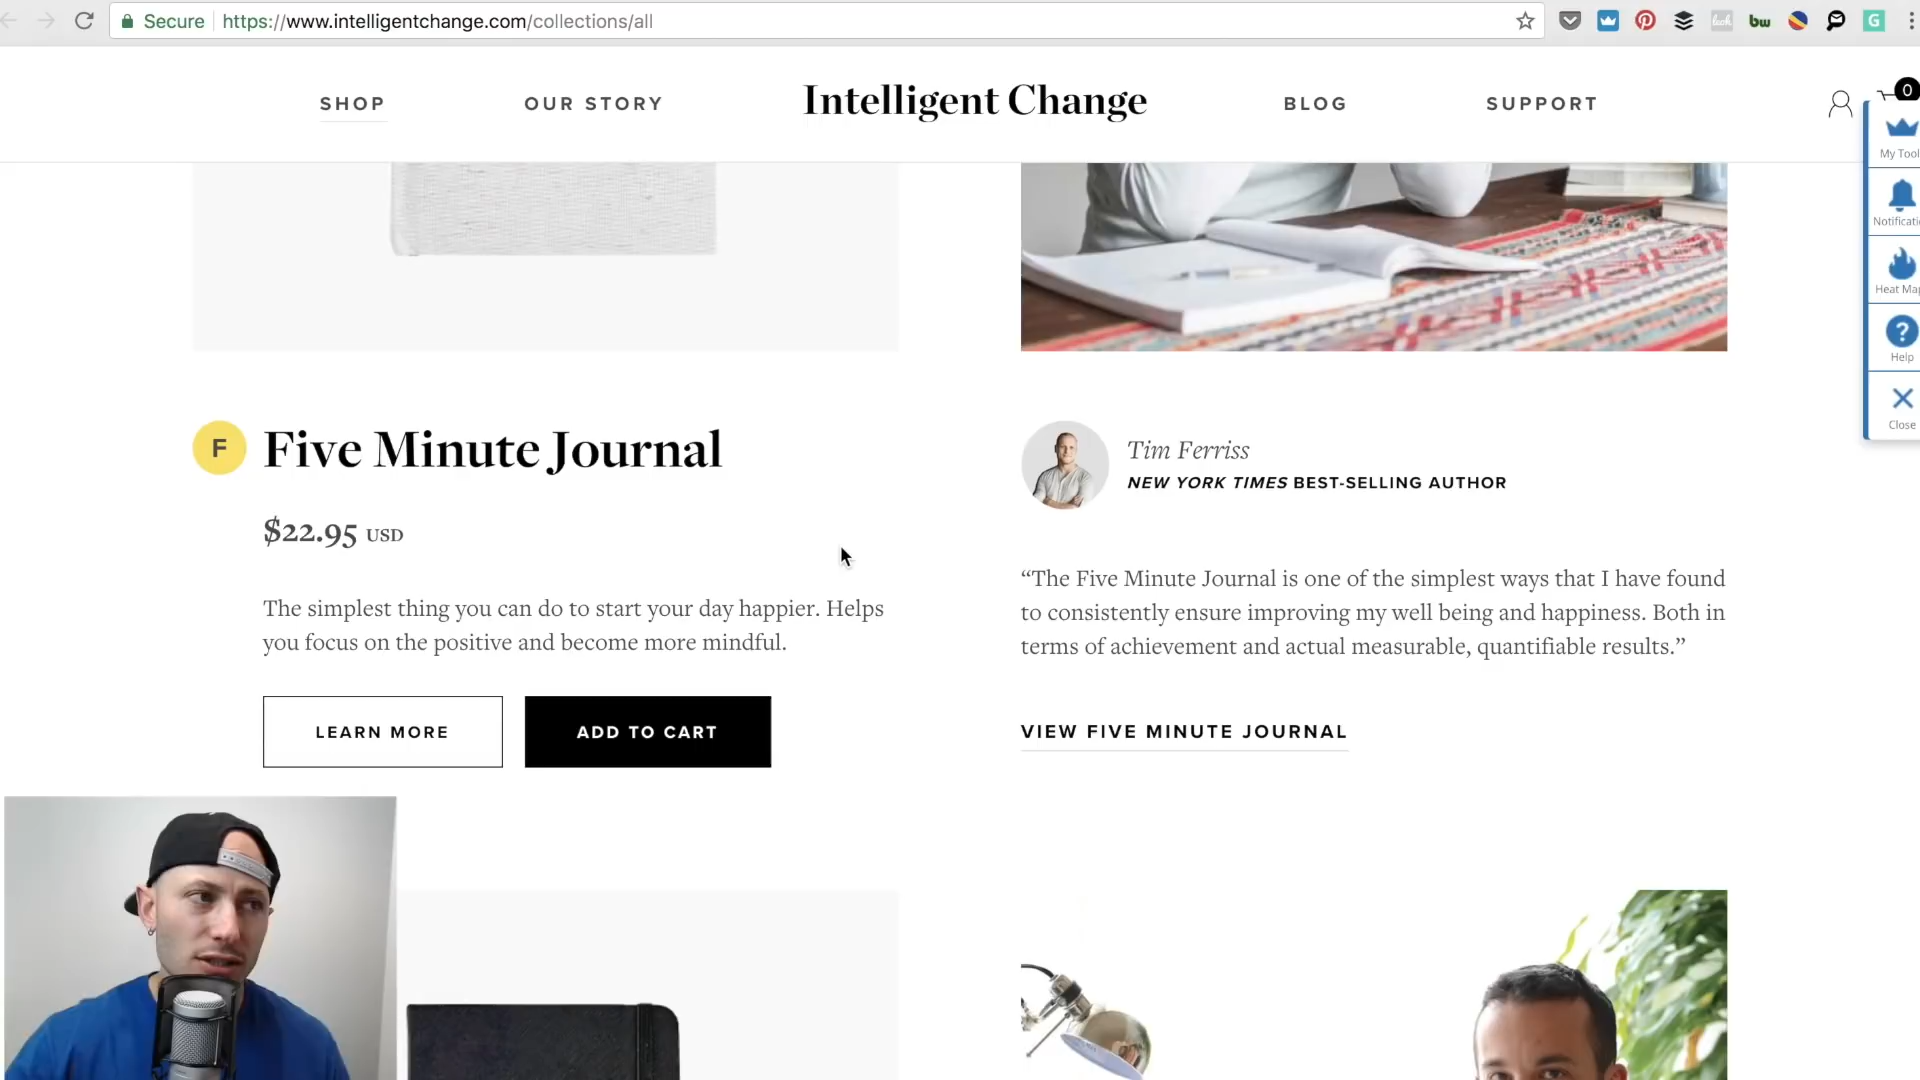 Secure https://www.intelligentchange.com/collections/all
SHOP OUR STORY Intelligent Change BLOG SUPPORT
0
My Tool
Notificati
Heat Map
?
Help
Close
F Five Minute Journal
$22.95 USD
The simplest thing you can do to start your day happier. Helps
you focus on the positive and become more mindful.
LEARN MORE ADD TO CART
Tim Ferriss
NEW YORK TIMES BEST-SELLING AUTHOR
“The Five Minute Journal is one of the simplest ways that I have found
to consistently ensure improving my well being and happiness. Both in
terms of achievement and actual measurable, quantifiable results.”
VIEW FIVE MINUTE JOURNAL
bw
G